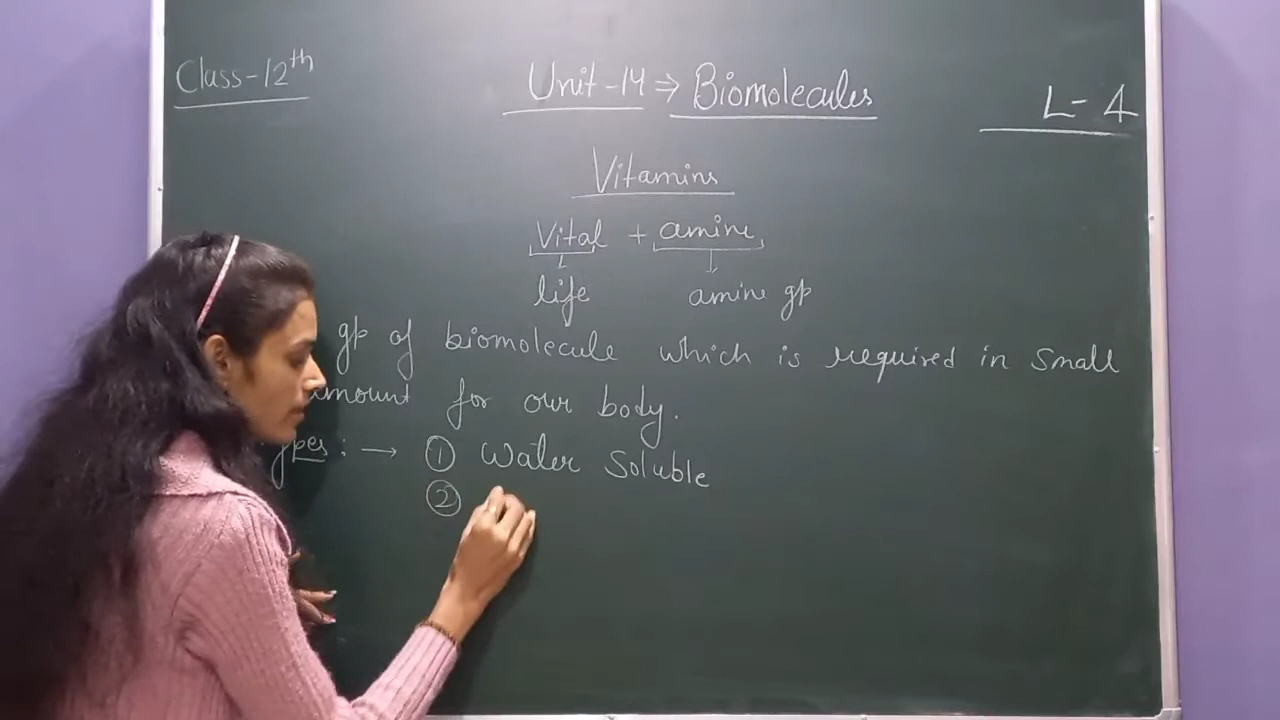 Class-12th
Unit-14 ⇒ Biomolecules
L-4
Vitamins
Vital + amine
life amine gp
gp of biomolecule which is required in small
amount for our body.
ypes : → ① Water Soluble
②